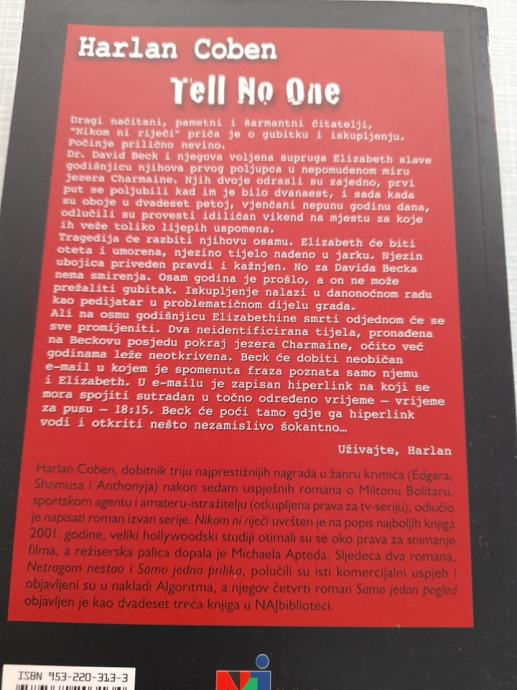 Harlan Coben
Tell No One
Dragi načitani, pametni i šarmantni čitatelji,
"Nikom ni riječi" priča je o gubitku i iskupljenju.
Počinje prilično nevino.
Dr. David Beck i njegova voljena supruga Elizabeth slave
godišnjicu njihova prvog poljupca u nepomućenom miru
jezera Charmaine. Njih dvoje odrasli su zajedno, prvi
put se poljubili kad im je bilo dvanaest, i sada kada
su oboje u dvadeset petoj, vjenčani nepunu godinu dana,
odlučili su provesti idiličan vikend na mjestu za koje
ih veže toliko lijepih uspomena.
Tragedija će razbiti njihovu osamu. Elizabeth će biti
oteta i umorena, njezino tijelo nađeno u jarku. Njezin
ubojica priveden pravdi i kažnjen. No za Davida Becka
nema smirenja. Osam godina je prošlo, a on ne može
prežaliti gubitak. Iskupljenje nalazi u danonoćnom radu
kao pedijatar u problematičnom dijelu grada.
Ali na osmu godišnjicu Elizabethine smrti odjednom će se
sve promijeniti. Dva neidentificirana tijela, pronađena
na Beckovu posjedu pokraj jezera Charmaine, očito već
godinama leže neotkrivena. Beck će dobiti neobičan
e-mail u kojem je spomenuta fraza poznata samo njemu
i Elizabeth. U e-mailu je zapisan hiperlink na koji se
mora spojiti sutradan u točno određeno vrijeme — vrijeme
za pusu — 18:15. Beck će poći tamo gdje ga hiperlink
vodi i otkriti nešto nezamislivo šokantno…
Uživajte, Harlan
Harlan Coben, dobitnik triju najprestižnijih nagrada u žanru krimića (Edgara,
Shamusa i Anthonyja) nakon sedam uspješnih romana o Miltonu Bolitaru,
sportskom agentu i amateru-istražitelju (otkupljena prava za tv-seriju), odlučio
je napisati roman izvan serije. Nikom ni riječi uvršten je na popis najboljih knjiga
2001. godine, veliki hollywoodski studiji otimali su se oko prava za snimanje
filma, a režiserska palica dopala je Michaela Apteda. Sljedeća dva romana,
Netragom nestao i Samo jedna prilika, polučili su isti komercijalni uspjeh i
objavljeni su u nakladi Algoritma, a njegov četvrti roman Samo jedan pogled
objavljen je kao dvadeset treća knjiga u NAJbiblioteci.
ISBN 953-220-313-3